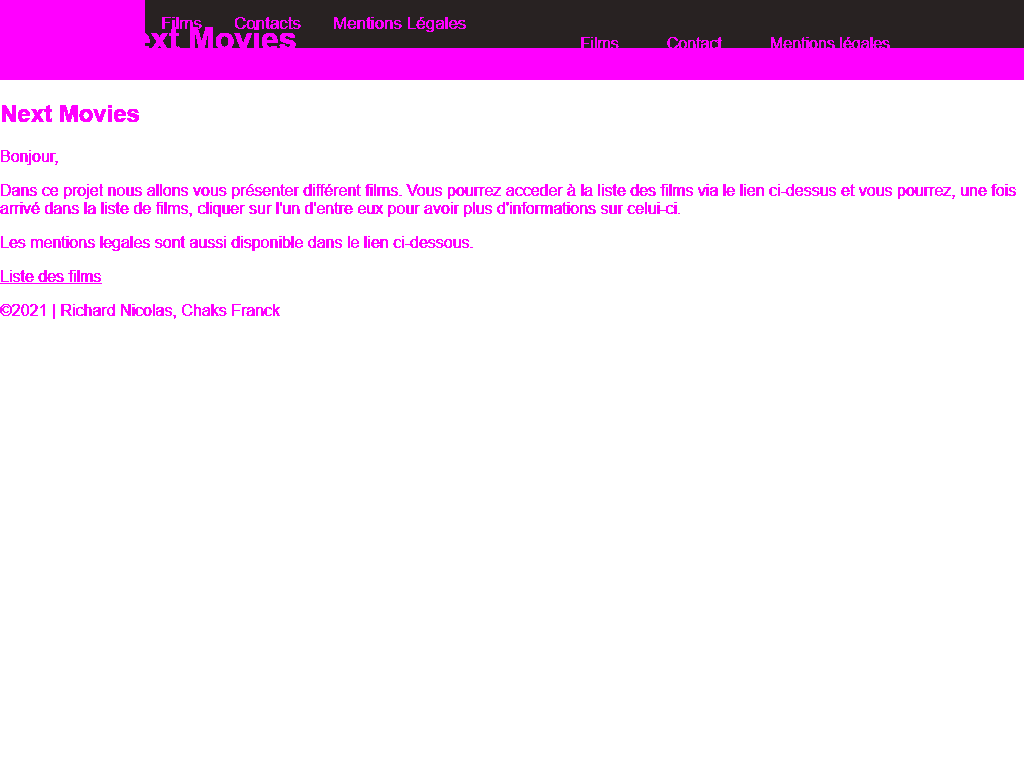 Films Contacts Mentions Légales
ext Movies
Films Contact Mentions légales
Next Movies
Bonjour,
Dans ce projet nous allons vous présenter différent films. Vous pourrez acceder à la liste des films via le lien ci-dessus et vous pourrez, une fois
arrivé dans la liste de films, cliquer sur l'un d'entre eux pour avoir plus d'informations sur celui-ci.
Les mentions legales sont aussi disponible dans le lien ci-dessous.
Liste des films
©2021 | Richard Nicolas, Chaks Franck